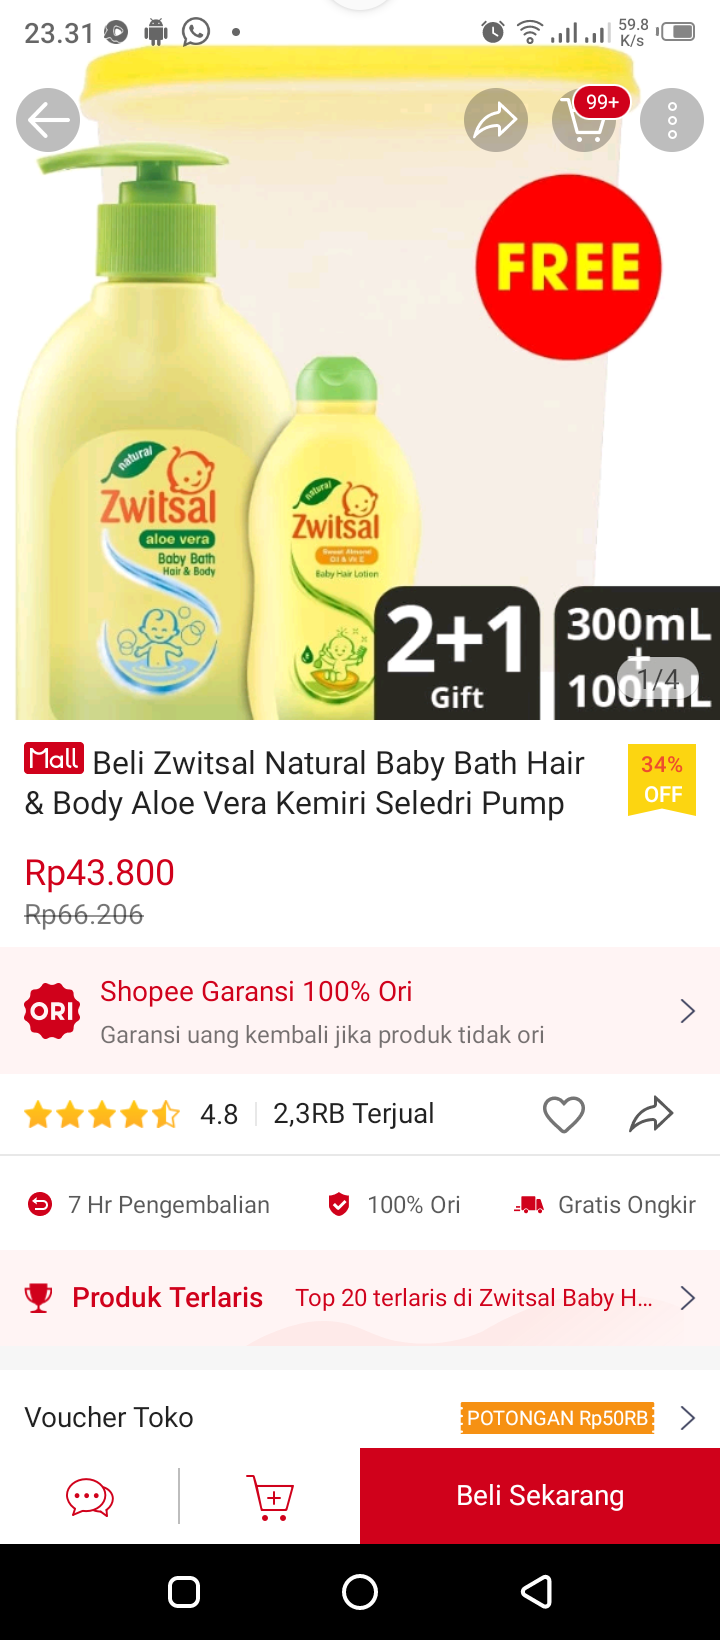 23.31
59.8
K/s
99+
FREE
natural
Zwitsal
aloe vera
Baby Bath
Hair & Body
natural
Zwitsal
Sweet Almond
Oil & Vit E
Baby Hair Lotion
2+1
Gift
300mL
+
100mL
1/4
Mall Beli Zwitsal Natural Baby Bath Hair
& Body Aloe Vera Kemiri Seledri Pump
34%
OFF
Rp43.800
Rp66.206
ORI
Shopee Garansi 100% Ori
Garansi uang kembali jika produk tidak ori
4.8
2,3RB Terjual
7 Hr Pengembalian
100% Ori
Gratis Ongkir
Produk Terlaris
Top 20 terlaris di Zwitsal Baby H...
Voucher Toko
POTONGAN Rp50RB
Beli Sekarang